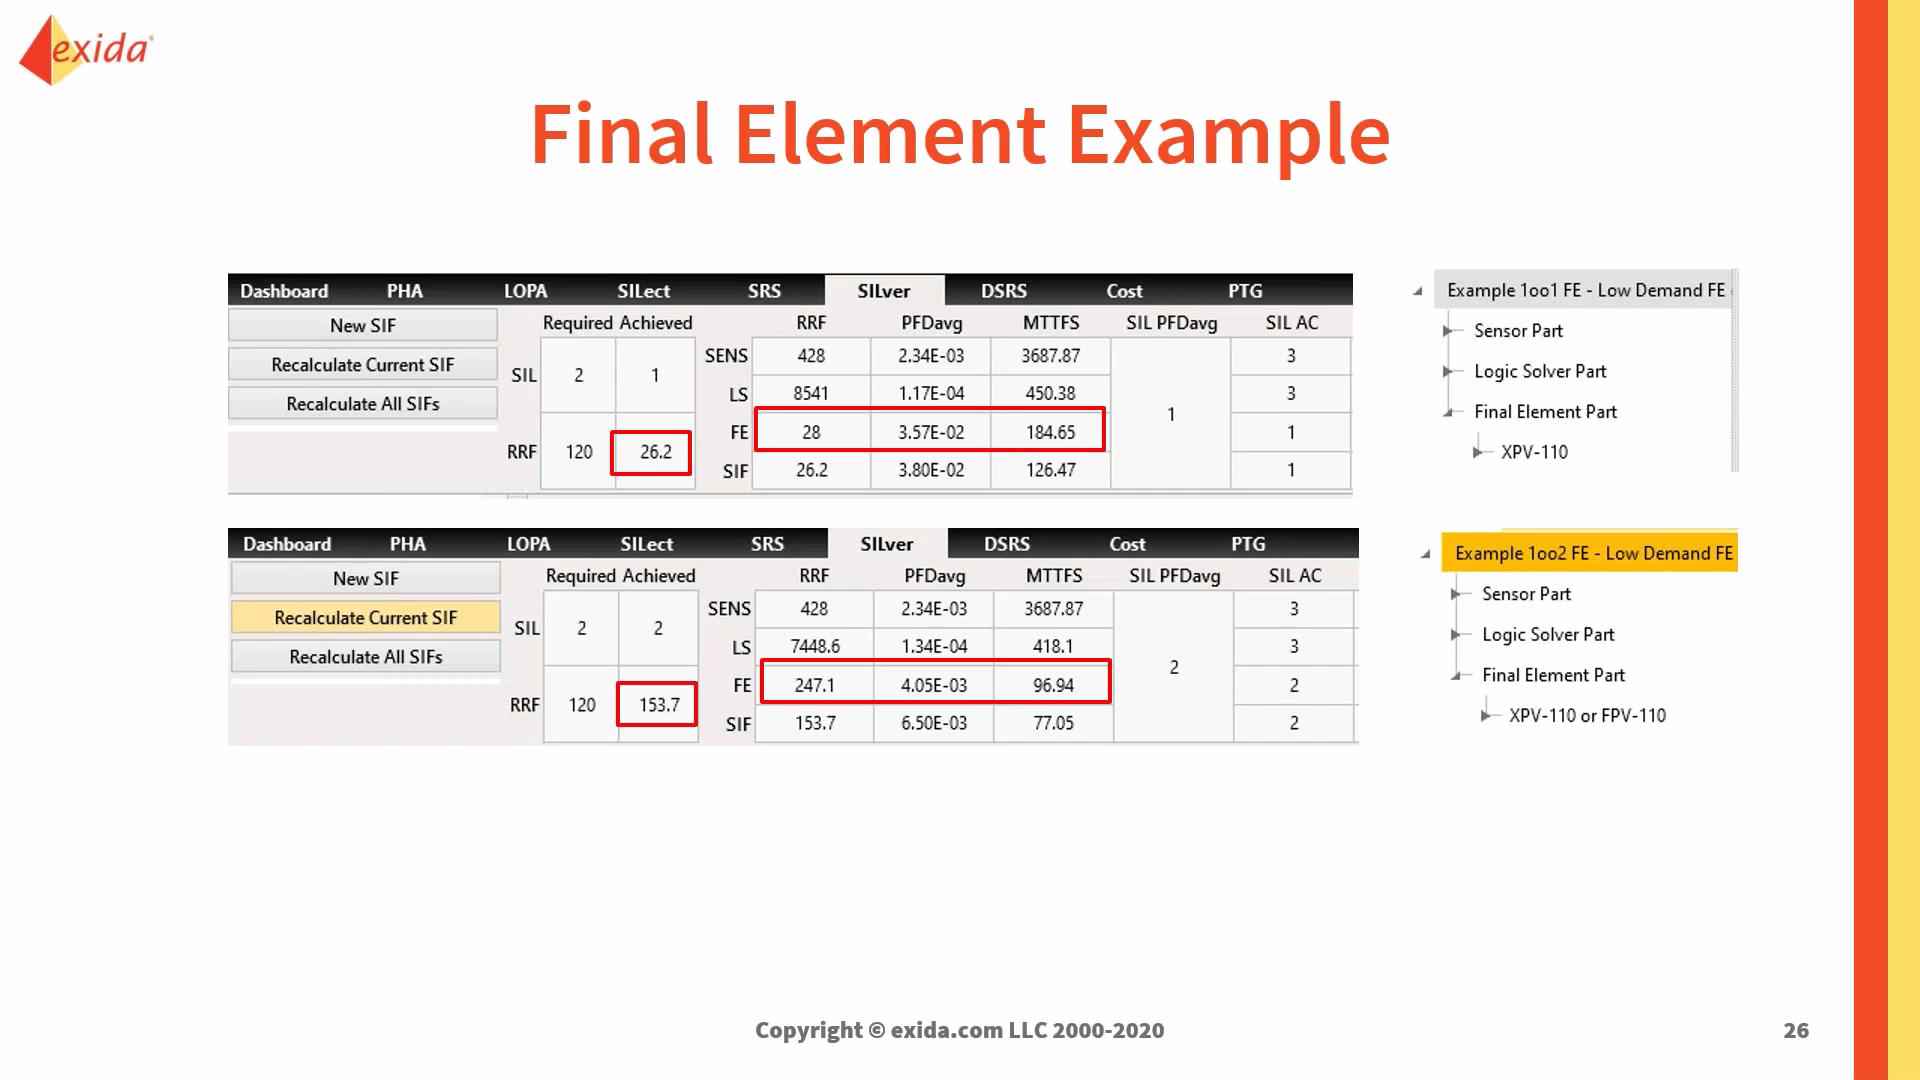 exida
Final Element Example
Dashboard PHA LOPA SILect SRS SILver DSRS Cost PTG
New SIF
Recalculate Current SIF
Recalculate All SIFs
Required Achieved
SIL 2 1
RRF 120 26.2
RRF PFDavg MTTFS SIL PFDavg SIL AC
SENS 428 2.34E-03 3687.87 3
LS 8541 1.17E-04 450.38 3
1
FE 28 3.57E-02 184.65 1
SIF 26.2 3.80E-02 126.47 1
Example 1oo1 FE - Low Demand FE
Sensor Part
Logic Solver Part
Final Element Part
XPV-110
Dashboard PHA LOPA SILect SRS SILver DSRS Cost PTG
New SIF
Recalculate Current SIF
Recalculate All SIFs
Required Achieved
SIL 2 2
RRF 120 153.7
RRF PFDavg MTTFS SIL PFDavg SIL AC
SENS 428 2.34E-03 3687.87 3
LS 7448.6 1.34E-04 418.1 3
2
FE 247.1 4.05E-03 96.94 2
SIF 153.7 6.50E-03 77.05 2
Example 1oo2 FE - Low Demand FE
Sensor Part
Logic Solver Part
Final Element Part
XPV-110 or FPV-110
Copyright © exida.com LLC 2000-2020
26